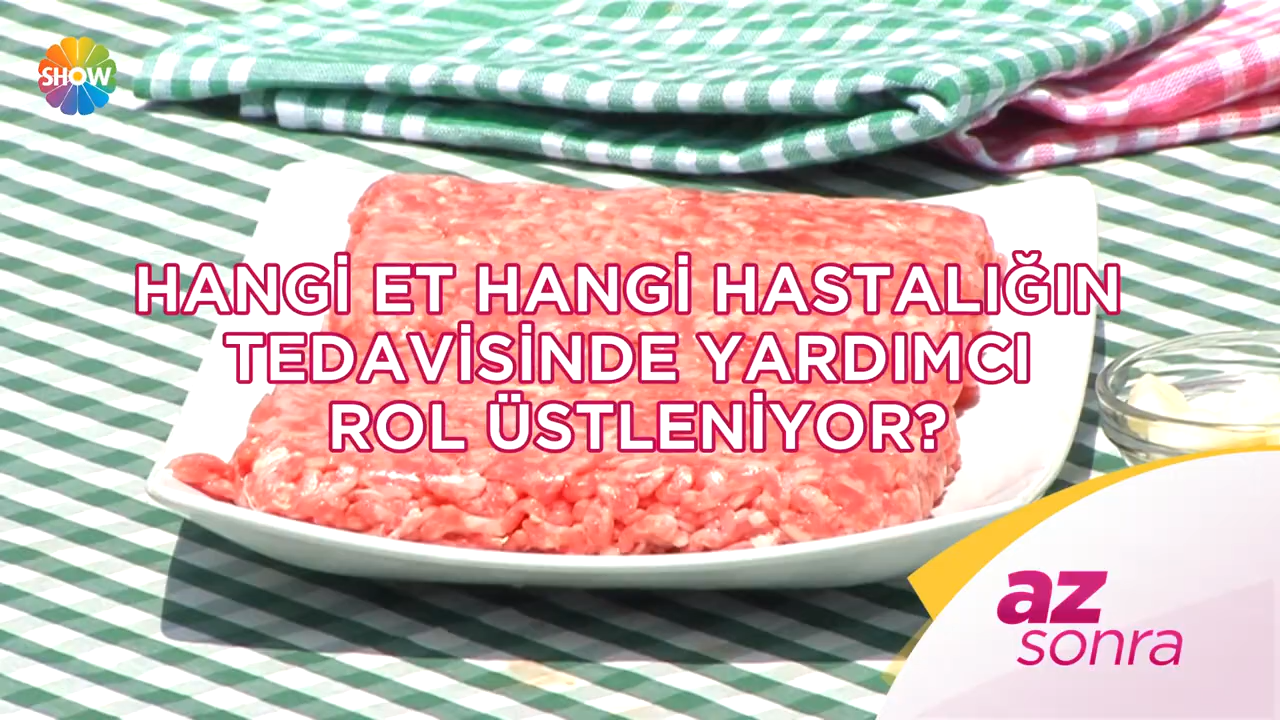 SHOW
HANGİ ET HANGİ HASTALIĞIN
TEDAVİSİNDE YARDIMCI
ROL ÜSTLENİYOR?
az
sonra